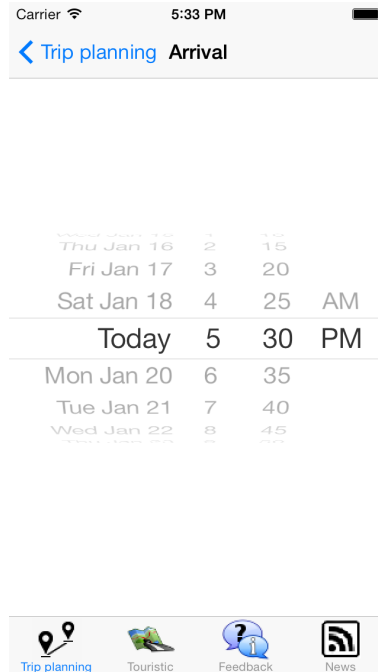 Carrier 5:33 PM
Trip planning Arrival
Thu Jan 16 2 15
Fri Jan 17 3 20
Sat Jan 18 4 25 AM
Today 5 30 PM
Mon Jan 20 6 35
Tue Jan 21 7 40
Wed Jan 22 8 45
Trip planning Touristic Feedback News